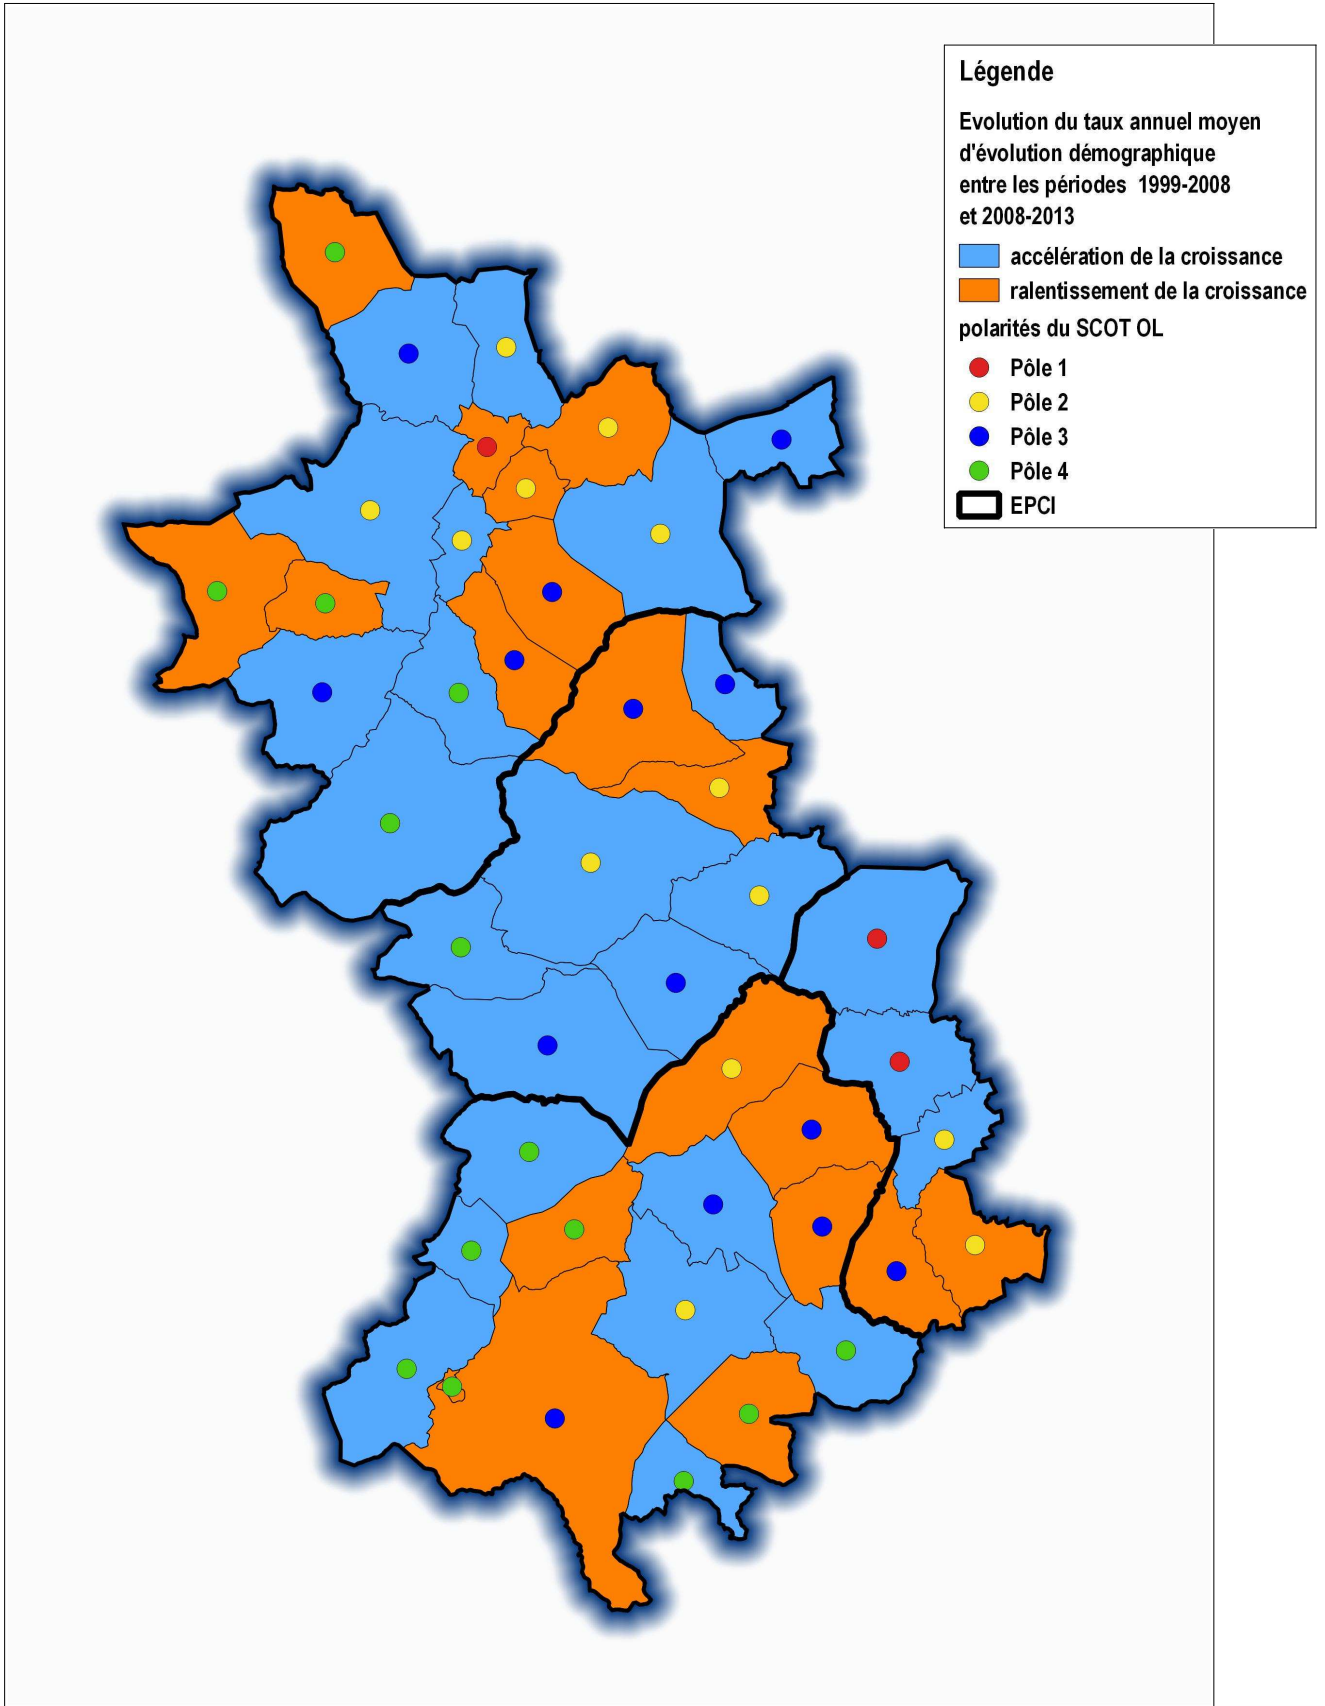 Légende
Evolution du taux annuel moyen
d'évolution démographique
entre les périodes 1999-2008
et 2008-2013
accélération de la croissance
ralentissement de la croissance
polarités du SCOT OL
Pôle 1
Pôle 2
Pôle 3
Pôle 4
EPCI